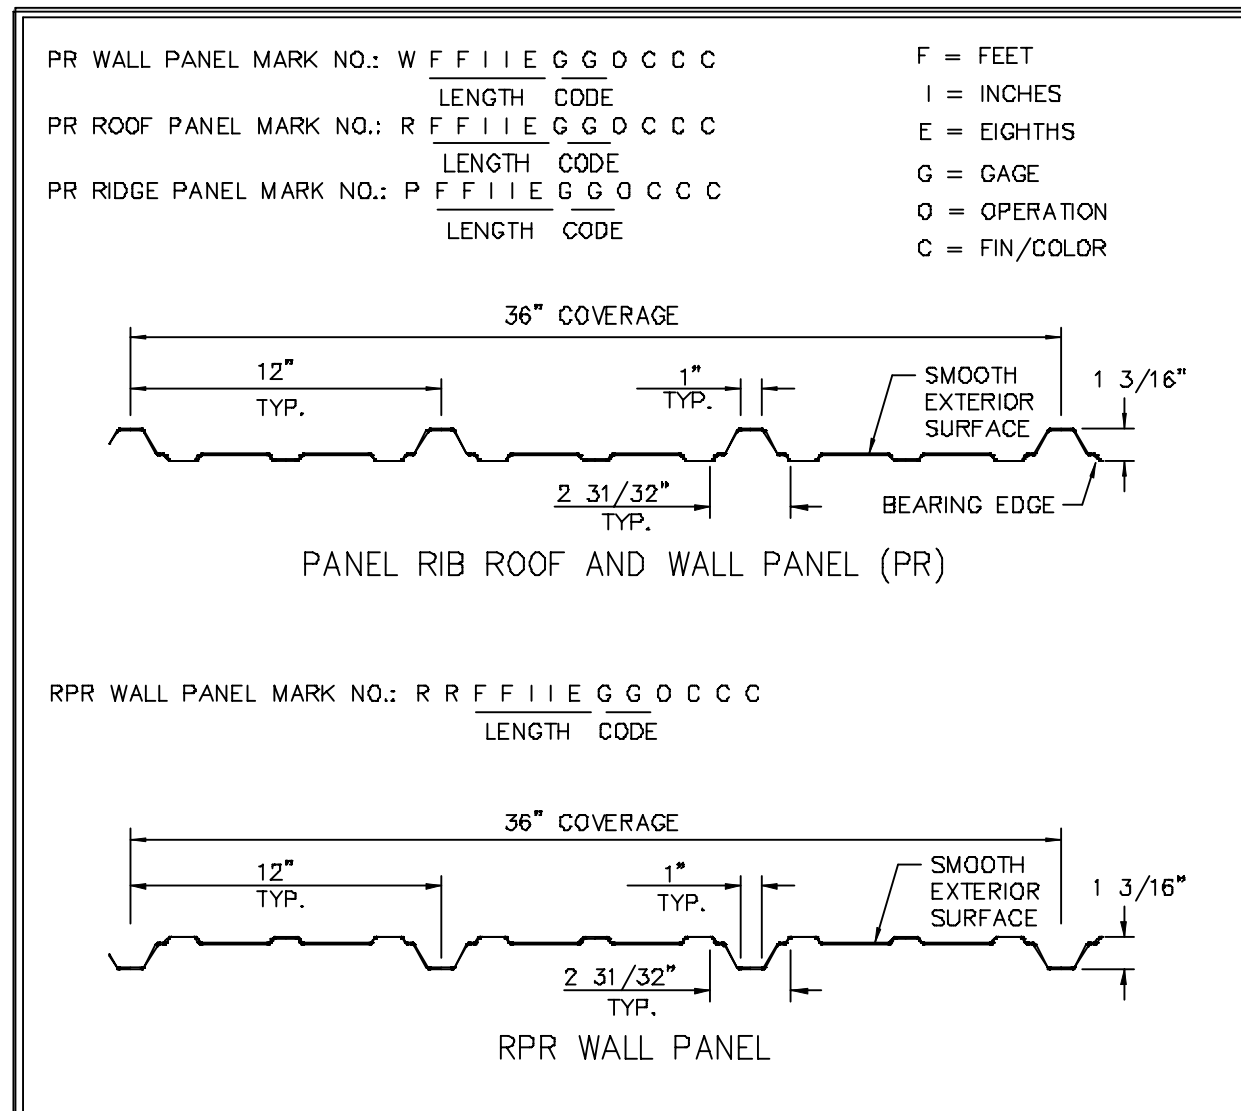 PR WALL PANEL MARK NO.: W F F I I E G G O C C C
LENGTH CODE
PR ROOF PANEL MARK NO.: R F F I I E G G O C C C
LENGTH CODE
PR RIDGE PANEL MARK NO.: P F F I I E G G O C C C
LENGTH CODE
F = FEET
I = INCHES
E = EIGHTHS
G = GAGE
O = OPERATION
C = FIN/COLOR
36" COVERAGE
12"
TYP.
1"
TYP.
SMOOTH
EXTERIOR
SURFACE
1 3/16"
2 31/32"
TYP.
BEARING EDGE
PANEL RIB ROOF AND WALL PANEL (PR)
RPR WALL PANEL MARK NO.: R R F F I I E G G O C C C
LENGTH CODE
36" COVERAGE
12"
TYP.
1"
TYP.
SMOOTH
EXTERIOR
SURFACE
1 3/16"
2 31/32"
TYP.
RPR WALL PANEL